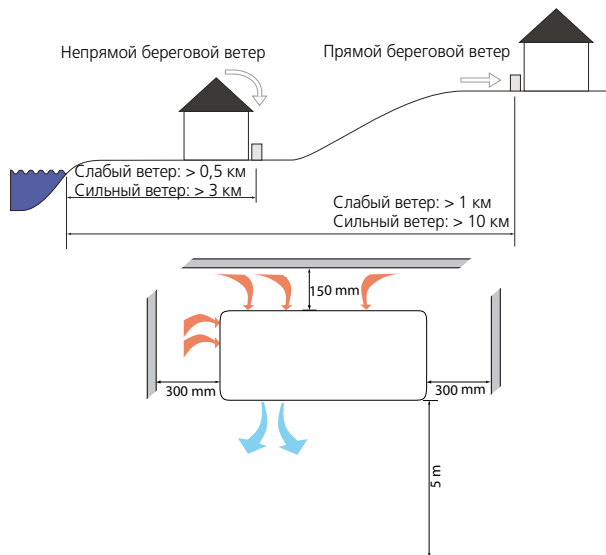 Непрямой береговой ветер
Прямой береговой ветер
Слабый ветер: > 0,5 км
Сильный ветер: > 3 км
Слабый ветер: > 1 км
Сильный ветер: > 10 км
150 mm
300 mm
300 mm
5 m